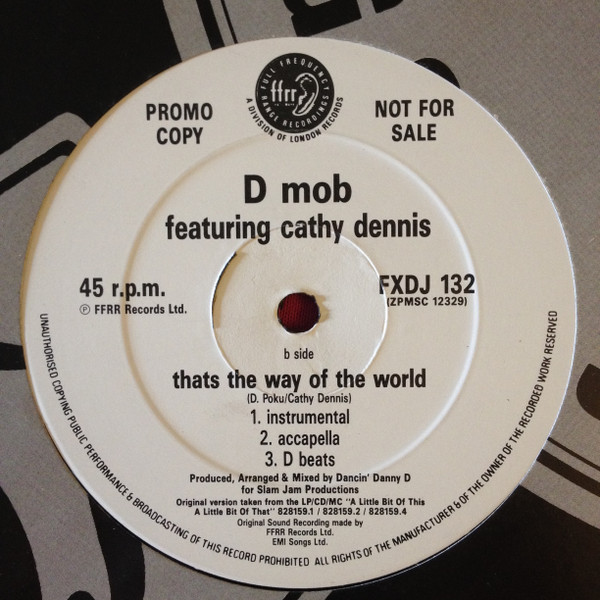 FULL FREQUENCY
ffrr
RANGE RECORDINGS
A DIVISION OF LONDON RECORDS
PROMO
COPY
NOT FOR
SALE
D mob
featuring cathy dennis
45 r.p.m.
℗ FFRR Records Ltd.
FXDJ 132
(ZPMSC 12329)
b side
thats the way of the world
(D. Poku/Cathy Dennis)
1. instrumental
2. accapella
3. D beats
Produced, Arranged & Mixed by Dancin' Danny D
for Slam Jam Productions
Original version taken from the LP/CD/MC "A Little Bit Of This
A Little Bit Of That" 828159.1 / 828159.2 / 828159.4
Original Sound Recording made by
FFRR Records Ltd.
EMI Songs Ltd.
UNAUTHORISED COPYING PUBLIC PERFORMANCE & BROADCASTING OF THIS RECORD PROHIBITED ALL RIGHTS OF THE MANUFACTURER & OF THE OWNER OF THE RECORDED WORK RESERVED